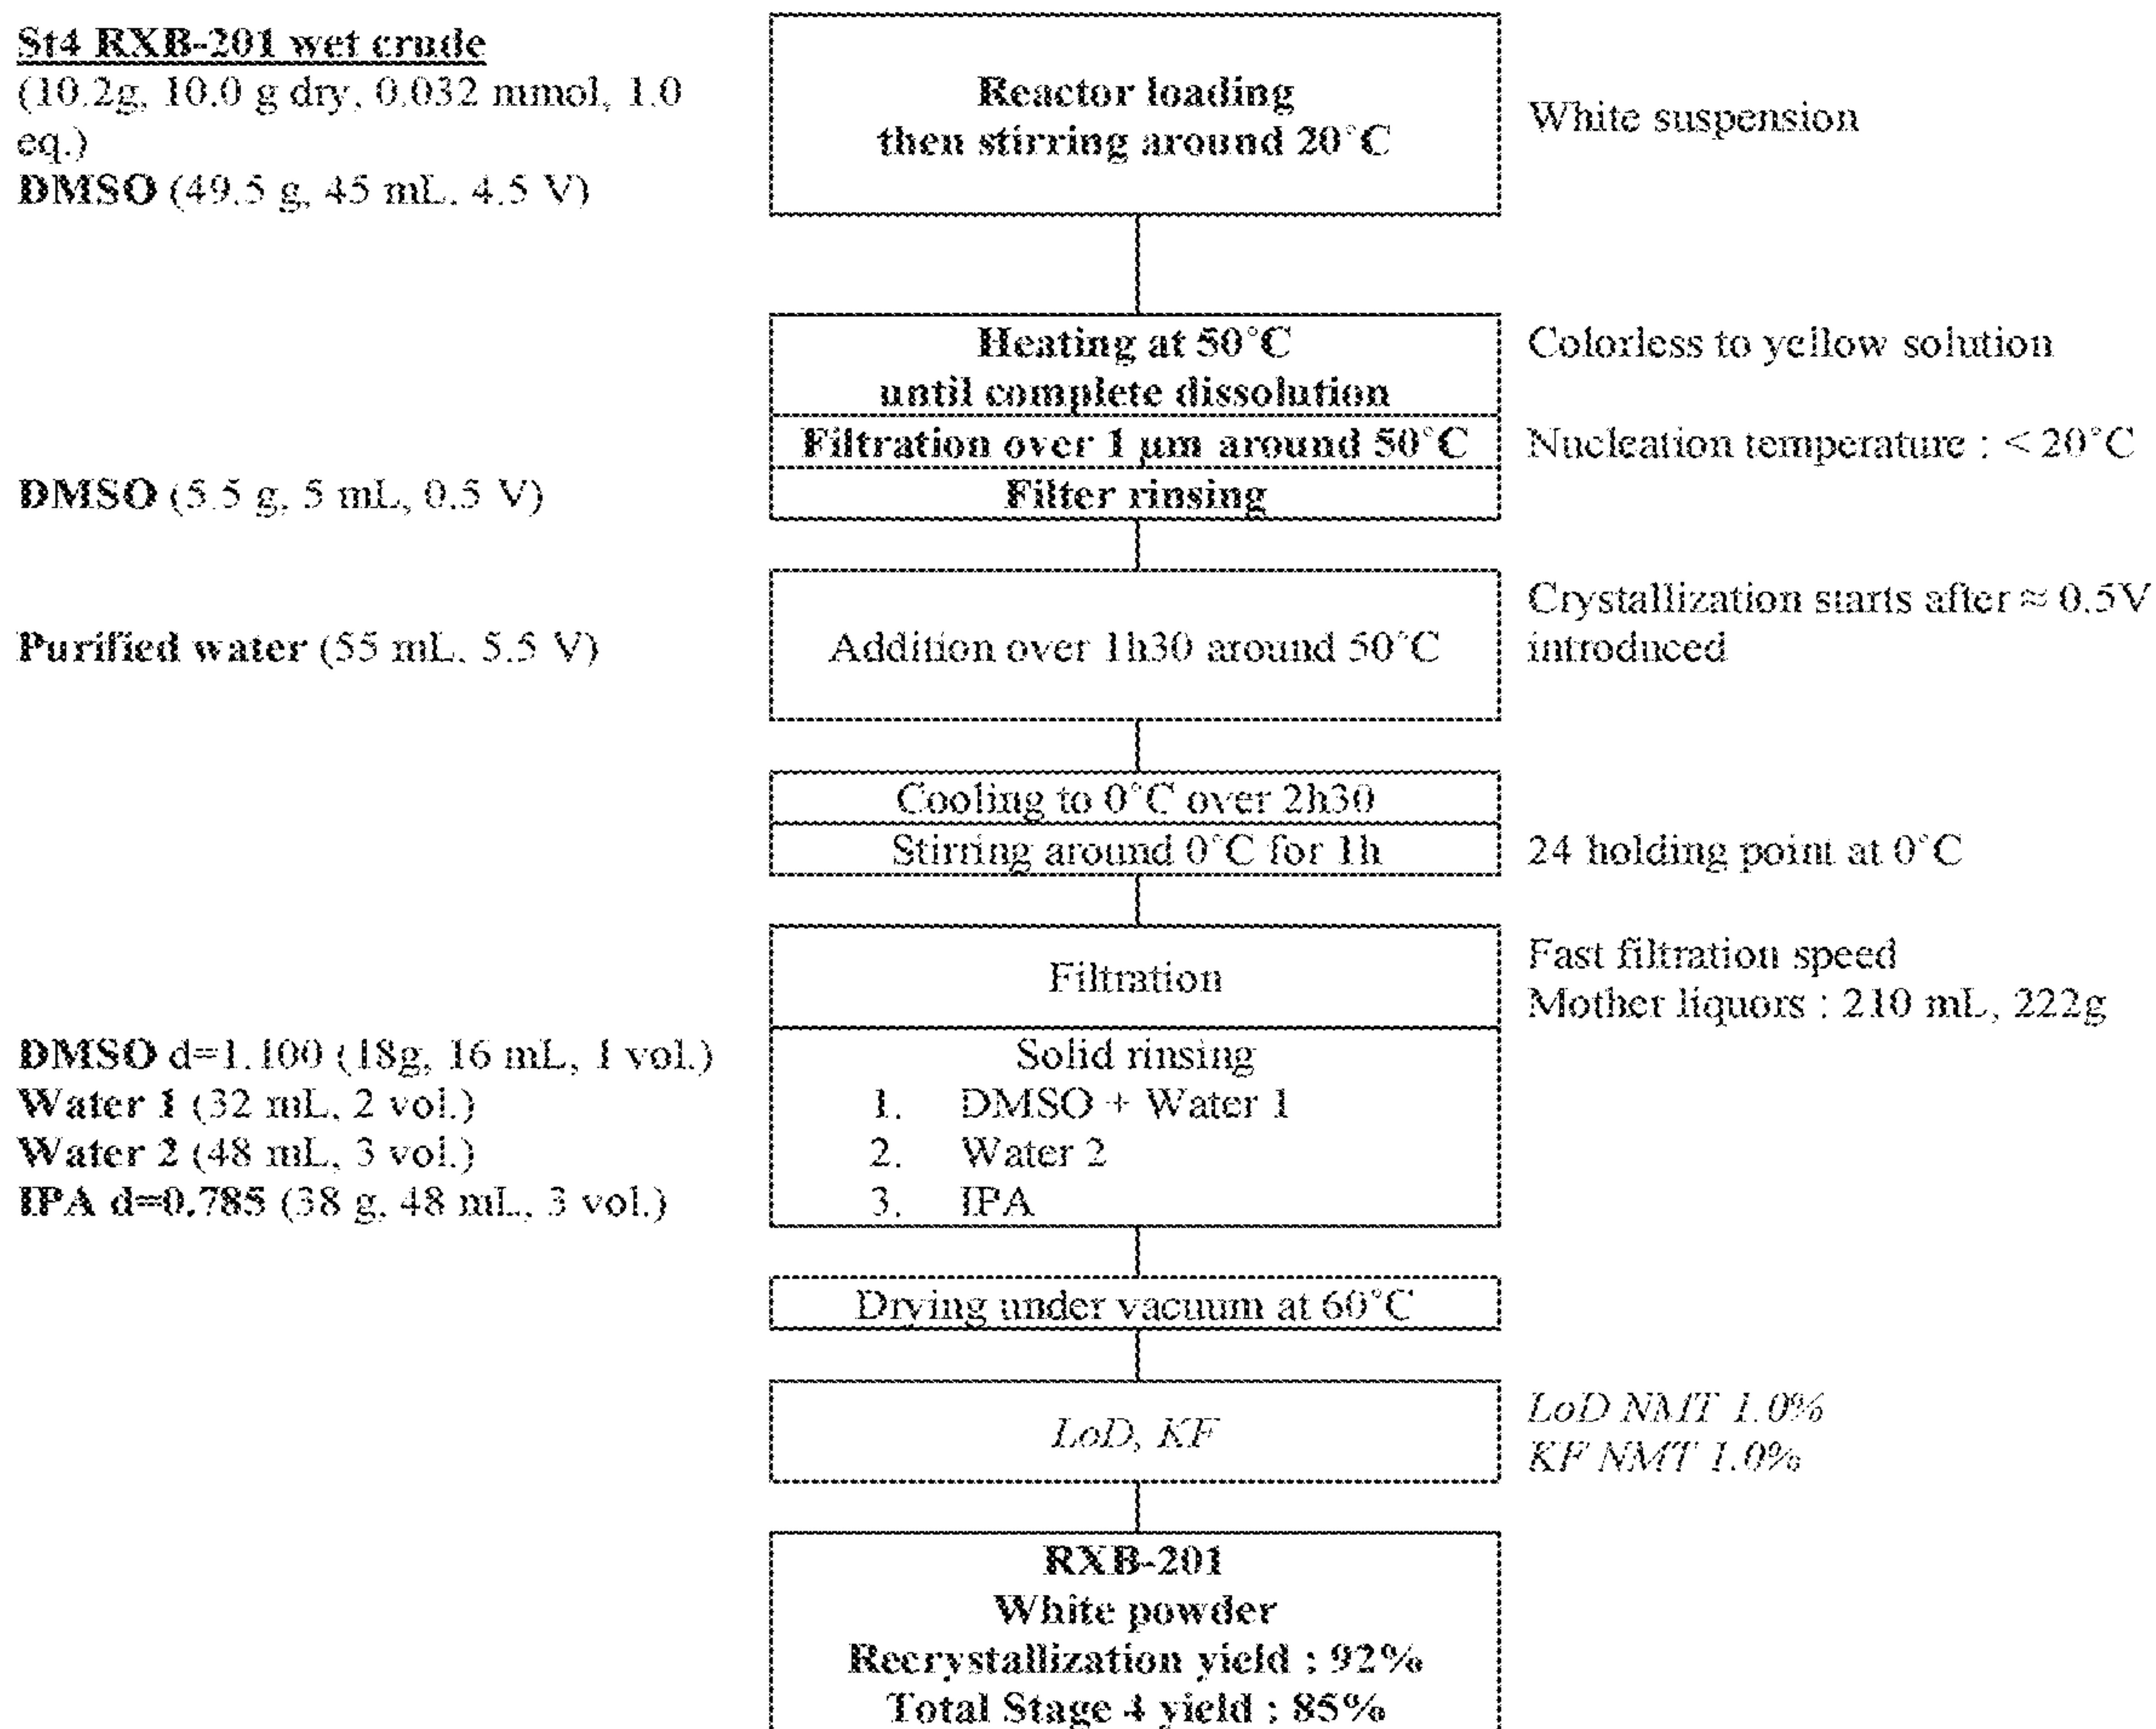 St4 RXB-201 wet crude
(10.2g, 10.0 g dry, 0.032 mmol, 1.0
eq.)
DMSO (49.5 g, 45 mL, 4.5 V)
Reactor loading
then stirring around 20°C
White suspension
Heating at 50°C
until complete dissolution
Colorless to yellow solution
Filtration over 1 µm around 50°C
Nucleation temperature : < 20°C
DMSO (5.5 g, 5 mL, 0.5 V)
Filter rinsing
Purified water (55 mL, 5.5 V)
Addition over 1h30 around 50°C
Crystallization starts after ≈ 0.5V
introduced
Cooling to 0°C over 2h30
Stirring around 0°C for 1h
24 holding point at 0°C
Filtration
Fast filtration speed
Mother liquors : 210 mL, 222g
DMSO d=1.100 (18g, 16 mL, 1 vol.)
Water 1 (32 mL, 2 vol.)
Water 2 (48 mL, 3 vol.)
IPA d=0.785 (38 g, 48 mL, 3 vol.)
Solid rinsing
1. DMSO + Water 1
2. Water 2
3. IPA
Drying under vacuum at 60°C
LoD, KF
LoD NMT 1.0%
KF NMT 1.0%
RXB-201
White powder
Recrystallization yield : 92%
Total Stage 4 yield : 85%